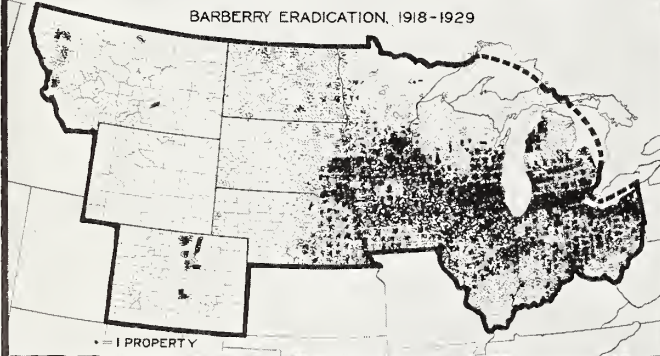 BARBERRY ERADICATION, 1918-1929
• = 1 PROPERTY